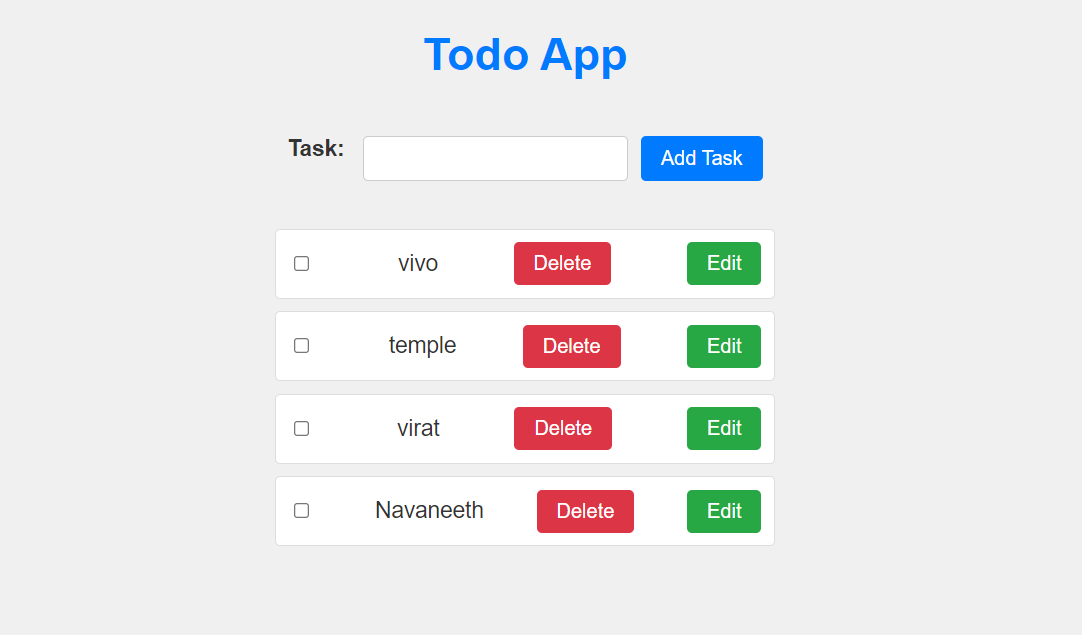 Todo App
Task: Add Task
vivo Delete Edit
temple Delete Edit
virat Delete Edit
Navaneeth Delete Edit